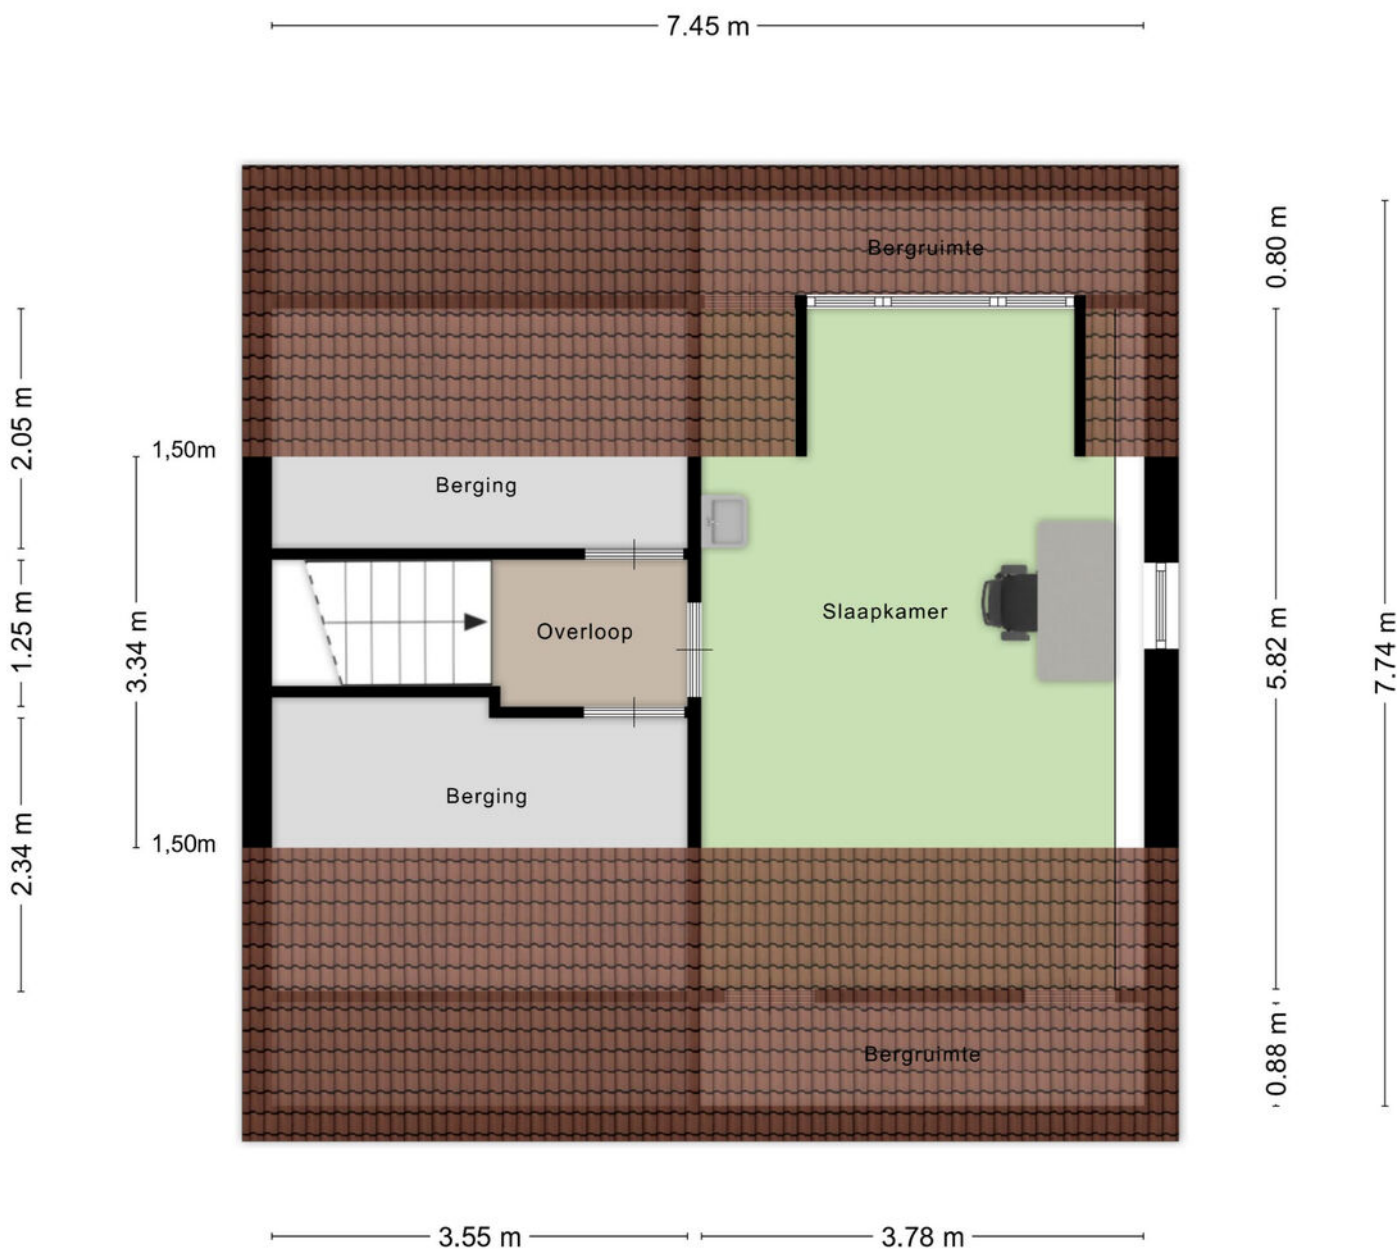 7.45 m
Bergruimte
0.80 m
2.05 m
1,50m
Berging
1.25 m
3.34 m
Overloop
Slaapkamer
5.82 m
7.74 m
Berging
2.34 m
1,50m
Bergruimte
0.88 m
3.55 m
3.78 m